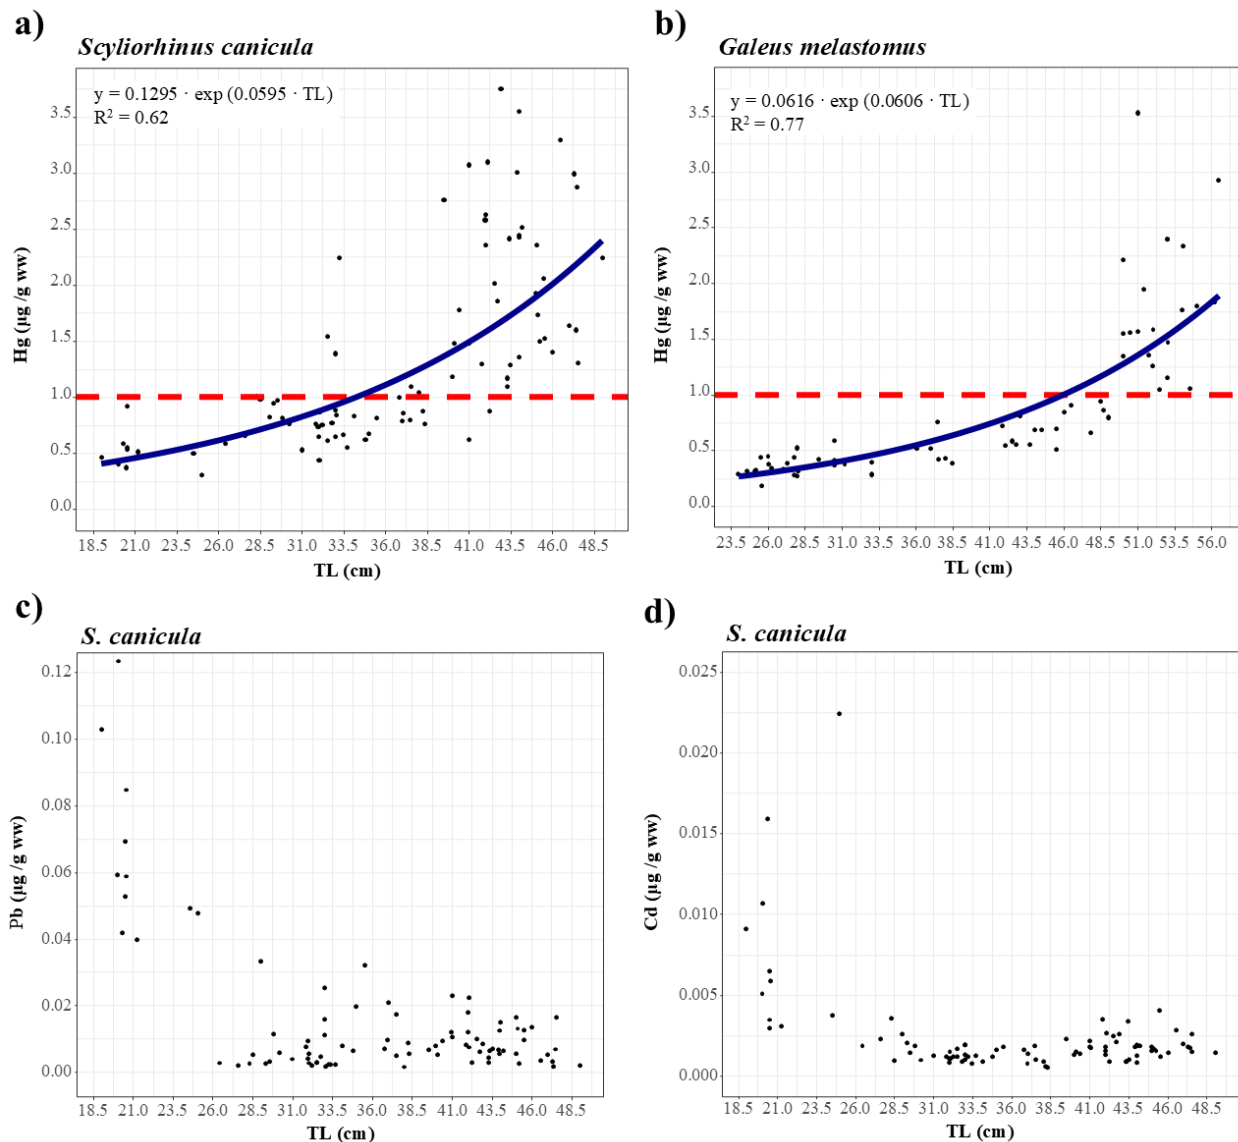 a)
Scyliorhinus canicula
y = 0.1295 · exp (0.0595 · TL)
R² = 0.62
3.5
3.0
2.5
2.0
1.5
1.0
0.5
0.0
Hg (µg /g ww)
18.5 21.0 23.5 26.0 28.5 31.0 33.5 36.0 38.5 41.0 43.5 46.0 48.5
TL (cm)
b)
Galeus melastomus
y = 0.0616 · exp (0.0606 · TL)
R² = 0.77
3.5
3.0
2.5
2.0
1.5
1.0
0.5
0.0
Hg (µg /g ww)
23.5 26.0 28.5 31.0 33.5 36.0 38.5 41.0 43.5 46.0 48.5 51.0 53.5 56.0
TL (cm)
c)
S. canicula
0.12
0.10
0.08
0.06
0.04
0.02
0.00
Pb (µg /g ww)
18.5 21.0 23.5 26.0 28.5 31.0 33.5 36.0 38.5 41.0 43.5 46.0 48.5
TL (cm)
d)
S. canicula
0.025
0.020
0.015
0.010
0.005
0.000
Cd (µg /g ww)
18.5 21.0 23.5 26.0 28.5 31.0 33.5 36.0 38.5 41.0 43.5 46.0 48.5
TL (cm)